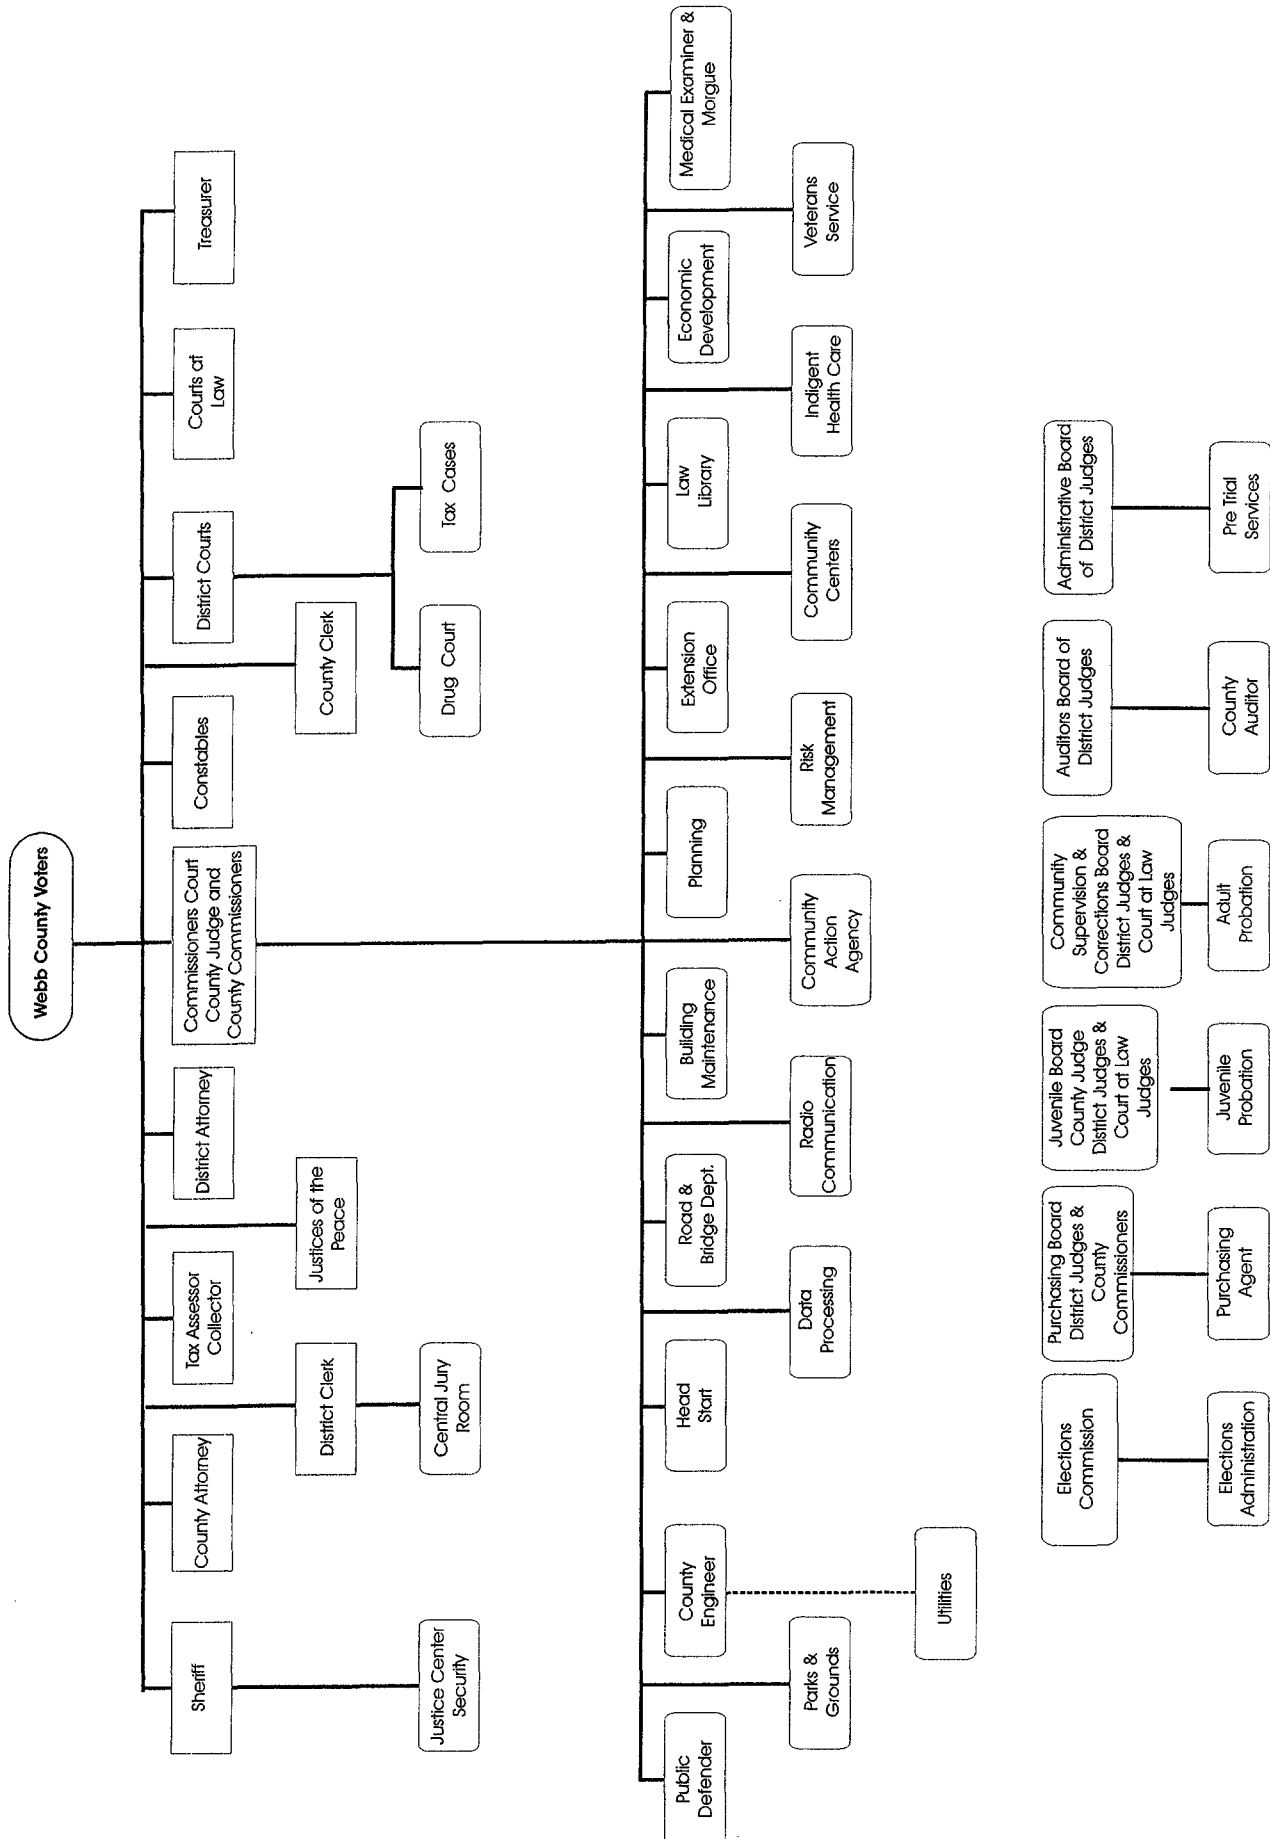 Webb County Voters
Sheriff
County Attorney
Tax Assessor
Collector
District Attorney
Commissioners Court
County Judge and
County Commissioners
Constables
District Courts
Courts at
Law
Treasurer
District Clerk
Justices of the
Peace
County Clerk
Justice Center
Security
Central Jury
Room
Drug Court
Tax Cases
Public
Defender
County
Engineer
Head
Start
Road &
Bridge Dept.
Building
Maintenance
Planning
Extension
Office
Law
Library
Economic
Development
Medical Examiner &
Morgue
Parks &
Grounds
Data
Processing
Radio
Communication
Community
Action
Agency
Risk
Management
Community
Centers
Indigent
Health Care
Veterans
Service
Utilities
Elections
Commission
Purchasing Board
District Judges &
County
Commissioners
Juvenile Board
County Judge
District Judges &
Court at Law
Judges
Community
Supervision &
Corrections Board
District Judges &
Court at Law
Judges
Auditors Board of
District Judges
Administrative Board
of District Judges
Elections
Administration
Purchasing
Agent
Juvenile
Probation
Adult
Probation
County
Auditor
Pre Trial
Services